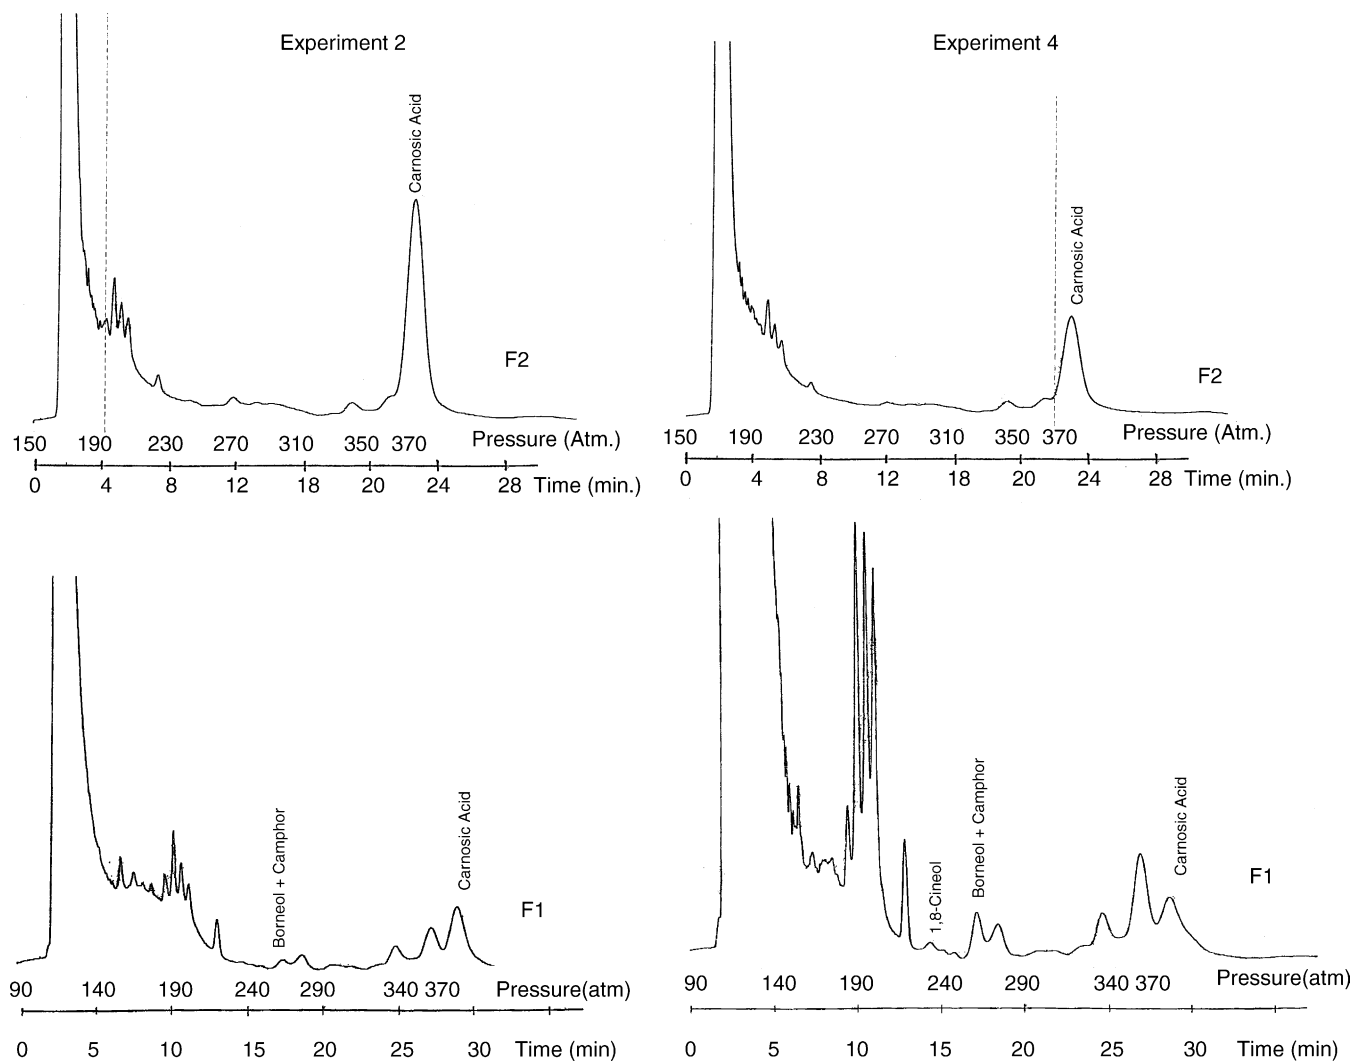 Experiment 2
Carnosic Acid
F2
150 190 230 270 310 350 370 Pressure (Atm.)
0 4 8 12 18 20 24 28 Time (min.)
Experiment 4
Carnosic Acid
F2
150 190 230 270 310 350 370 Pressure (Atm.)
0 4 8 12 18 20 24 28 Time (min.)
Borneol + Camphor
Carnosic Acid
F1
90 140 190 240 290 340 370 Pressure(atm)
0 5 10 15 20 26 30 Time (min)
1,8-Cineol
Borneol + Camphor
Carnosic Acid
F1
90 140 190 240 290 340 370 Pressure(atm)
0 5 10 15 20 26 30 Time (min)